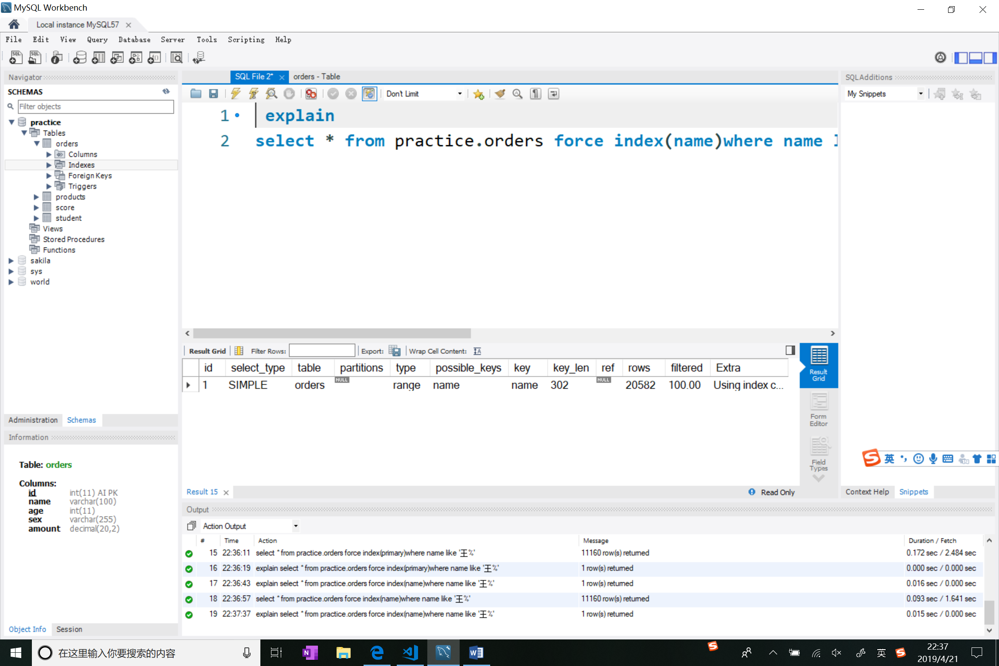 MySQL Workbench
Local instance MySQL57
File Edit View Query Database Server Tools Scripting Help
Navigator
SCHEMAS
Filter objects
practice
Tables
orders
Columns
Indexes
Foreign Keys
Triggers
products
score
student
Views
Stored Procedures
Functions
sakila
sys
world
Administration Schemas
Information
Table: orders
Columns:
id int(11) AI PK
name varchar(100)
age int(11)
sex varchar(255)
amount decimal(20,2)
Object Info Session
SQL File 2* orders - Table
Don't Limit
1 explain
2 select * from practice.orders force index(name)where name l
Result Grid Filter Rows: Export: Wrap Cell Content:
id select_type table partitions type possible_keys key key_len ref rows filtered Extra
1 SIMPLE orders NULL range name name 302 NULL 20582 100.00 Using index c...
Result
Grid
Form
Editor
Field
Types
Result 15 Read Only
SQLAdditions
My Snippets
英
Context Help Snippets
Output
Action Output
# Time Action Message Duration / Fetch
15 22:36:11 select * from practice.orders force index(primary)where name like '王%' 11160 row(s) returned 0.172 sec / 2.484 sec
16 22:36:19 explain select * from practice.orders force index(primary)where name like '王%' 1 row(s) returned 0.000 sec / 0.000 sec
17 22:36:43 explain select * from practice.orders force index(name)where name like '王%' 1 row(s) returned 0.016 sec / 0.000 sec
18 22:36:57 select * from practice.orders force index(name)where name like '王%' 11160 row(s) returned 0.093 sec / 1.641 sec
19 22:37:37 explain select * from practice.orders force index(name)where name like '王%' 1 row(s) returned 0.015 sec / 0.000 sec
在这里输入你要搜索的内容
英
22:37
2019/4/21